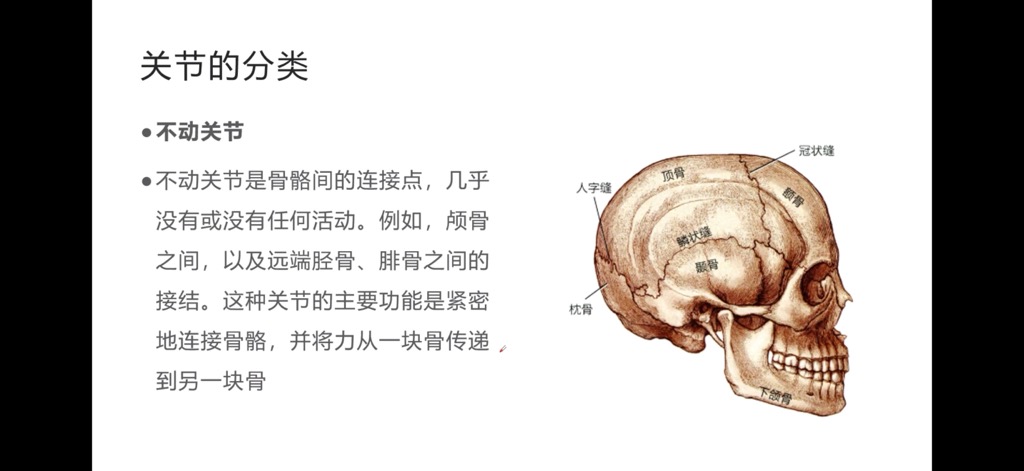 关节的分类
●不动关节
●不动关节是骨骼间的连接点，几乎
没有或没有任何活动。例如，颅骨
之间，以及远端胫骨、腓骨之间的
接结。这种关节的主要功能是紧密
地连接骨骼，并将力从一块骨传递
到另一块骨
冠状缝
顶骨
人字缝
额骨
鳞状缝
颞骨
枕骨
下颌骨